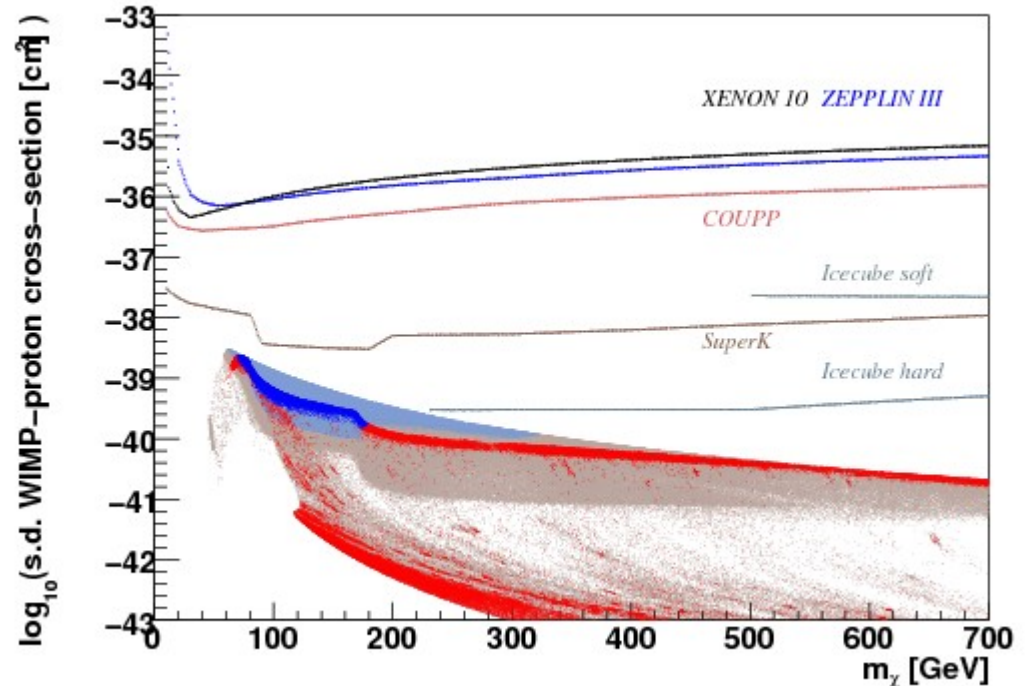 log10(s.d. WIMP–proton cross–section [cm2])
–33
–34
–35
–36
–37
–38
–39
–40
–41
–42
–43
XENON 10 ZEPPLIN III
COUPP
Icecube soft
SuperK
Icecube hard
0 100 200 300 400 500 600 700
mχ [GeV]